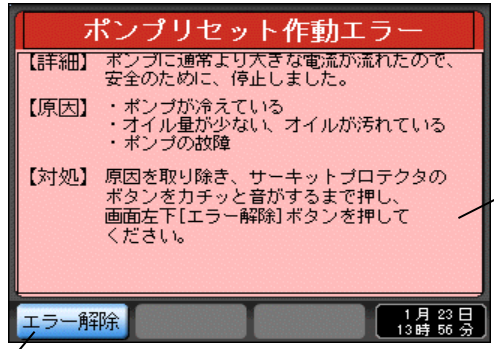 ポンプリセット作動エラー
【詳細】 ポンプに通常より大きな電流が流れたので、
安全のために、停止しました。
【原因】 ・ポンプが冷えている
・オイル量が少ない、オイルが汚れている
・ポンプの故障
【対処】 原因を取り除き、サーキットプロテクタの
ボタンをカチッと音がするまで押し、
画面左下[エラー解除]ボタンを押して
ください。
エラー解除
1月 23日
13時 56分